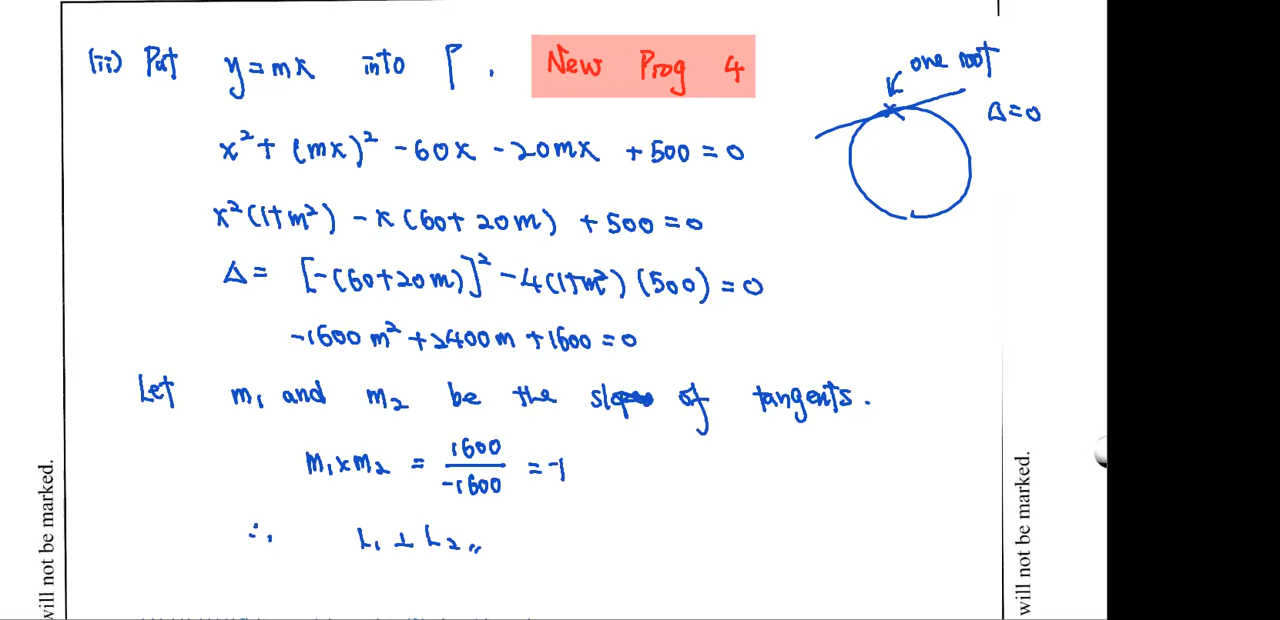 (ii) Put y = mx into Γ. New Prog 4
one root
Δ=0
x² + (mx)² - 60x - 20mx + 500 = 0
x²(1+m²) - x(60+20m) + 500 = 0
Δ = [-(60+20m)]² - 4(1+m²)(500) = 0
-1600m² + 2400m + 1600 = 0
Let m₁ and m₂ be the slope of tangents.
m₁ × m₂ = 1600/-1600 = -1
∴ L₁ ⊥ L₂ //
will not be marked.
will not be marked.